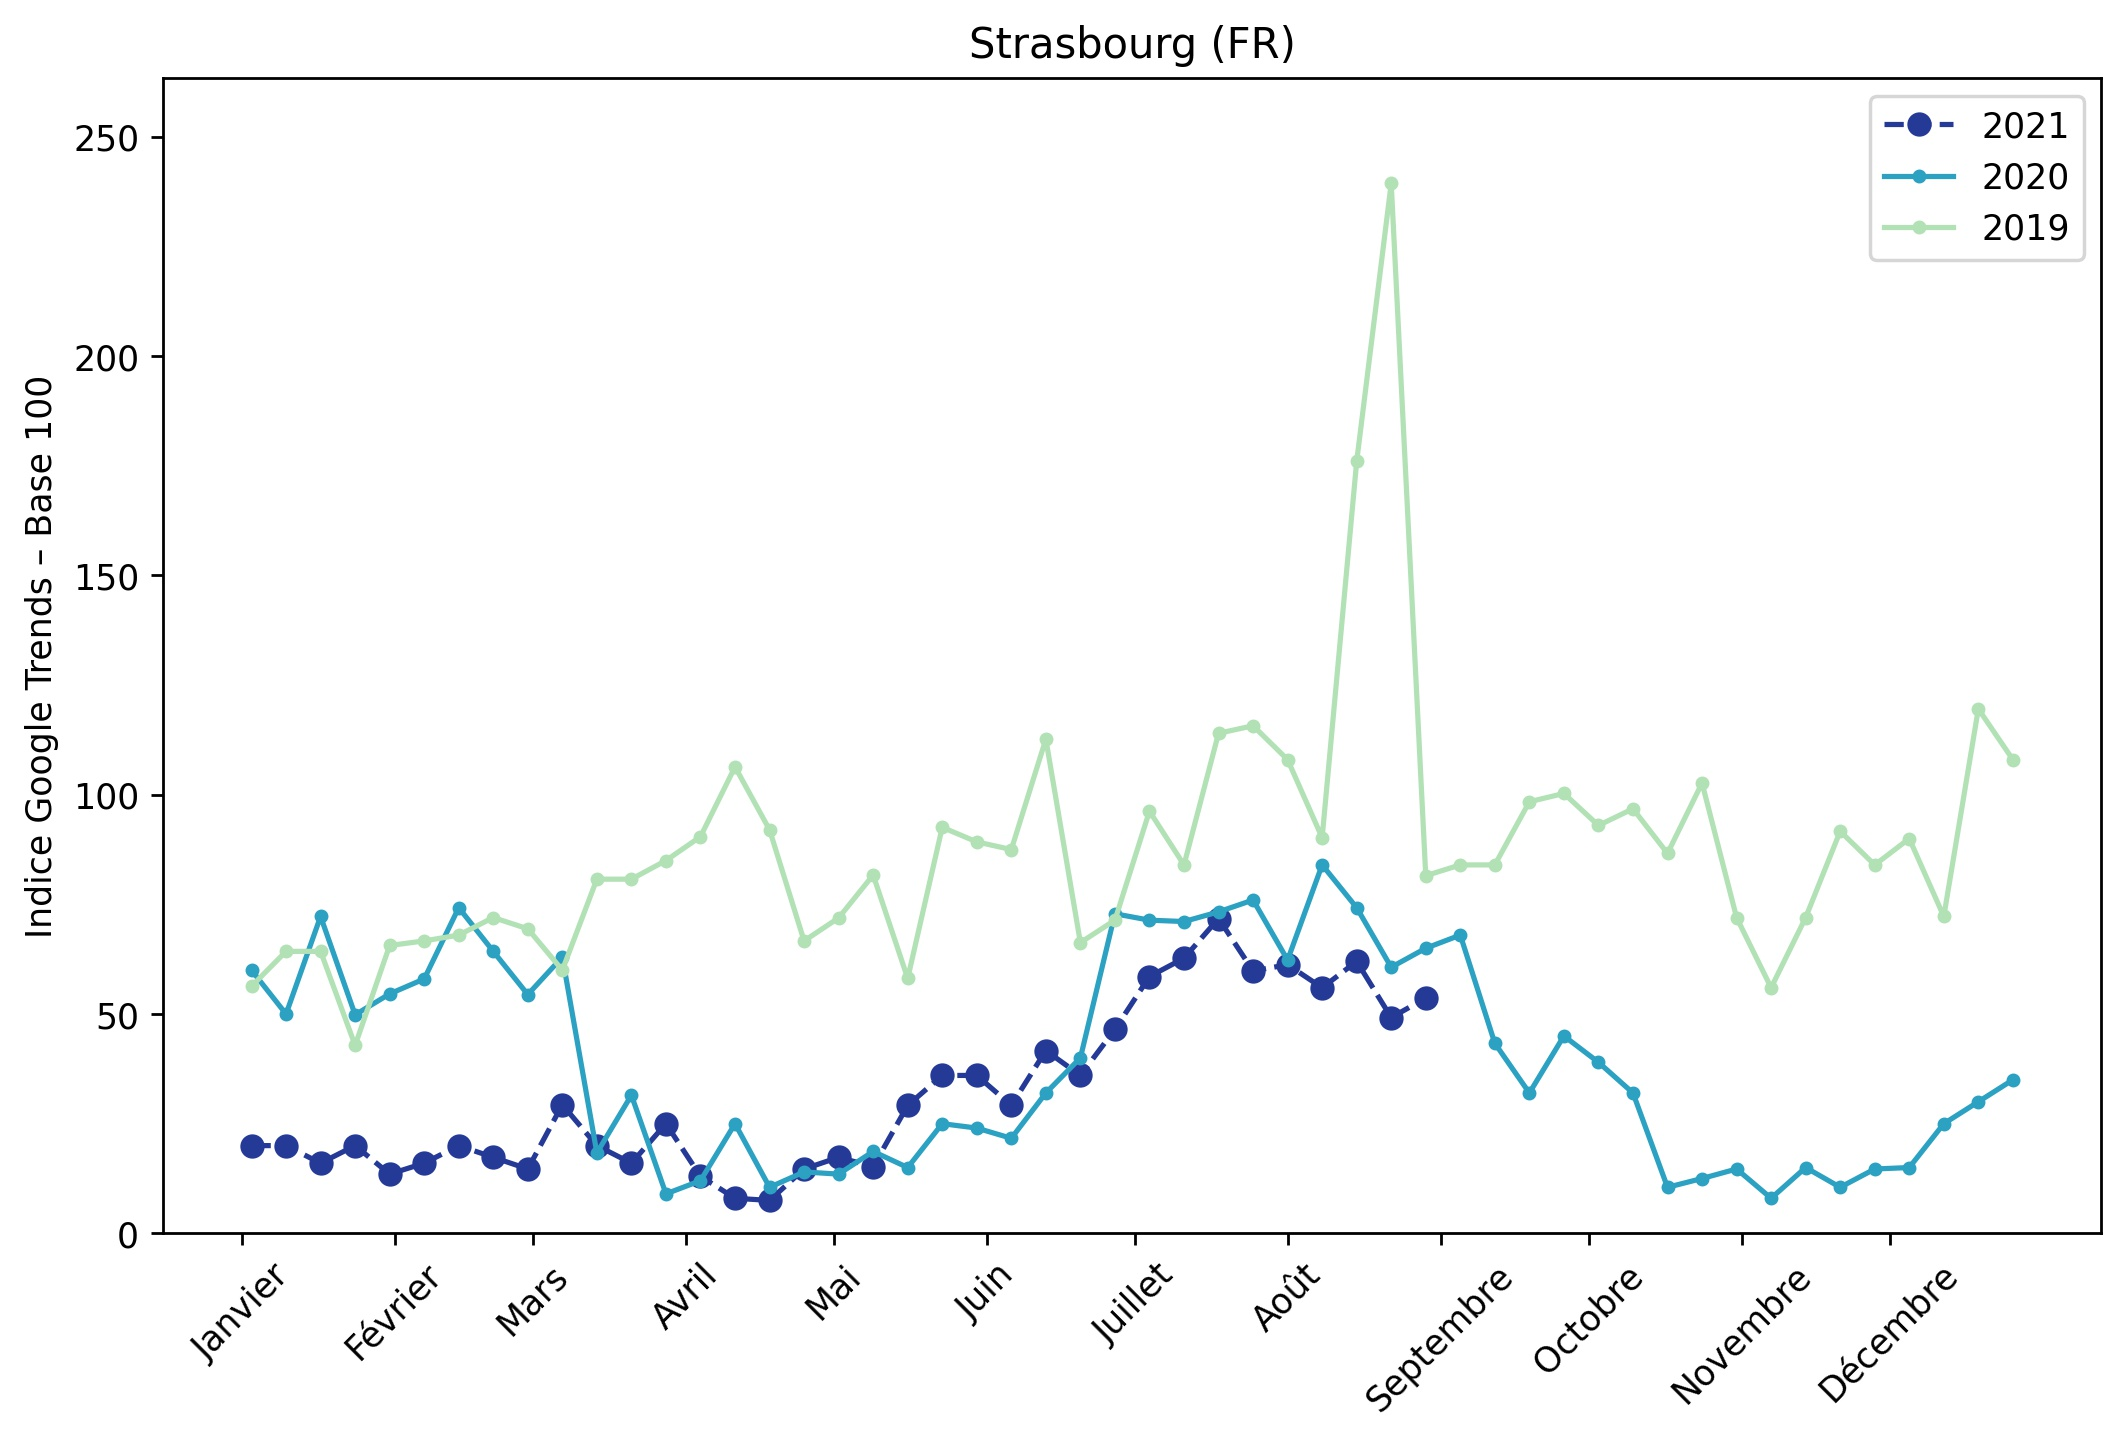 Strasbourg (FR)
Indice Google Trends – Base 100
250
200
150
100
50
0
2021
2020
2019
Janvier
Février
Mars
Avril
Mai
Juin
Juillet
Août
Septembre
Octobre
Novembre
Décembre